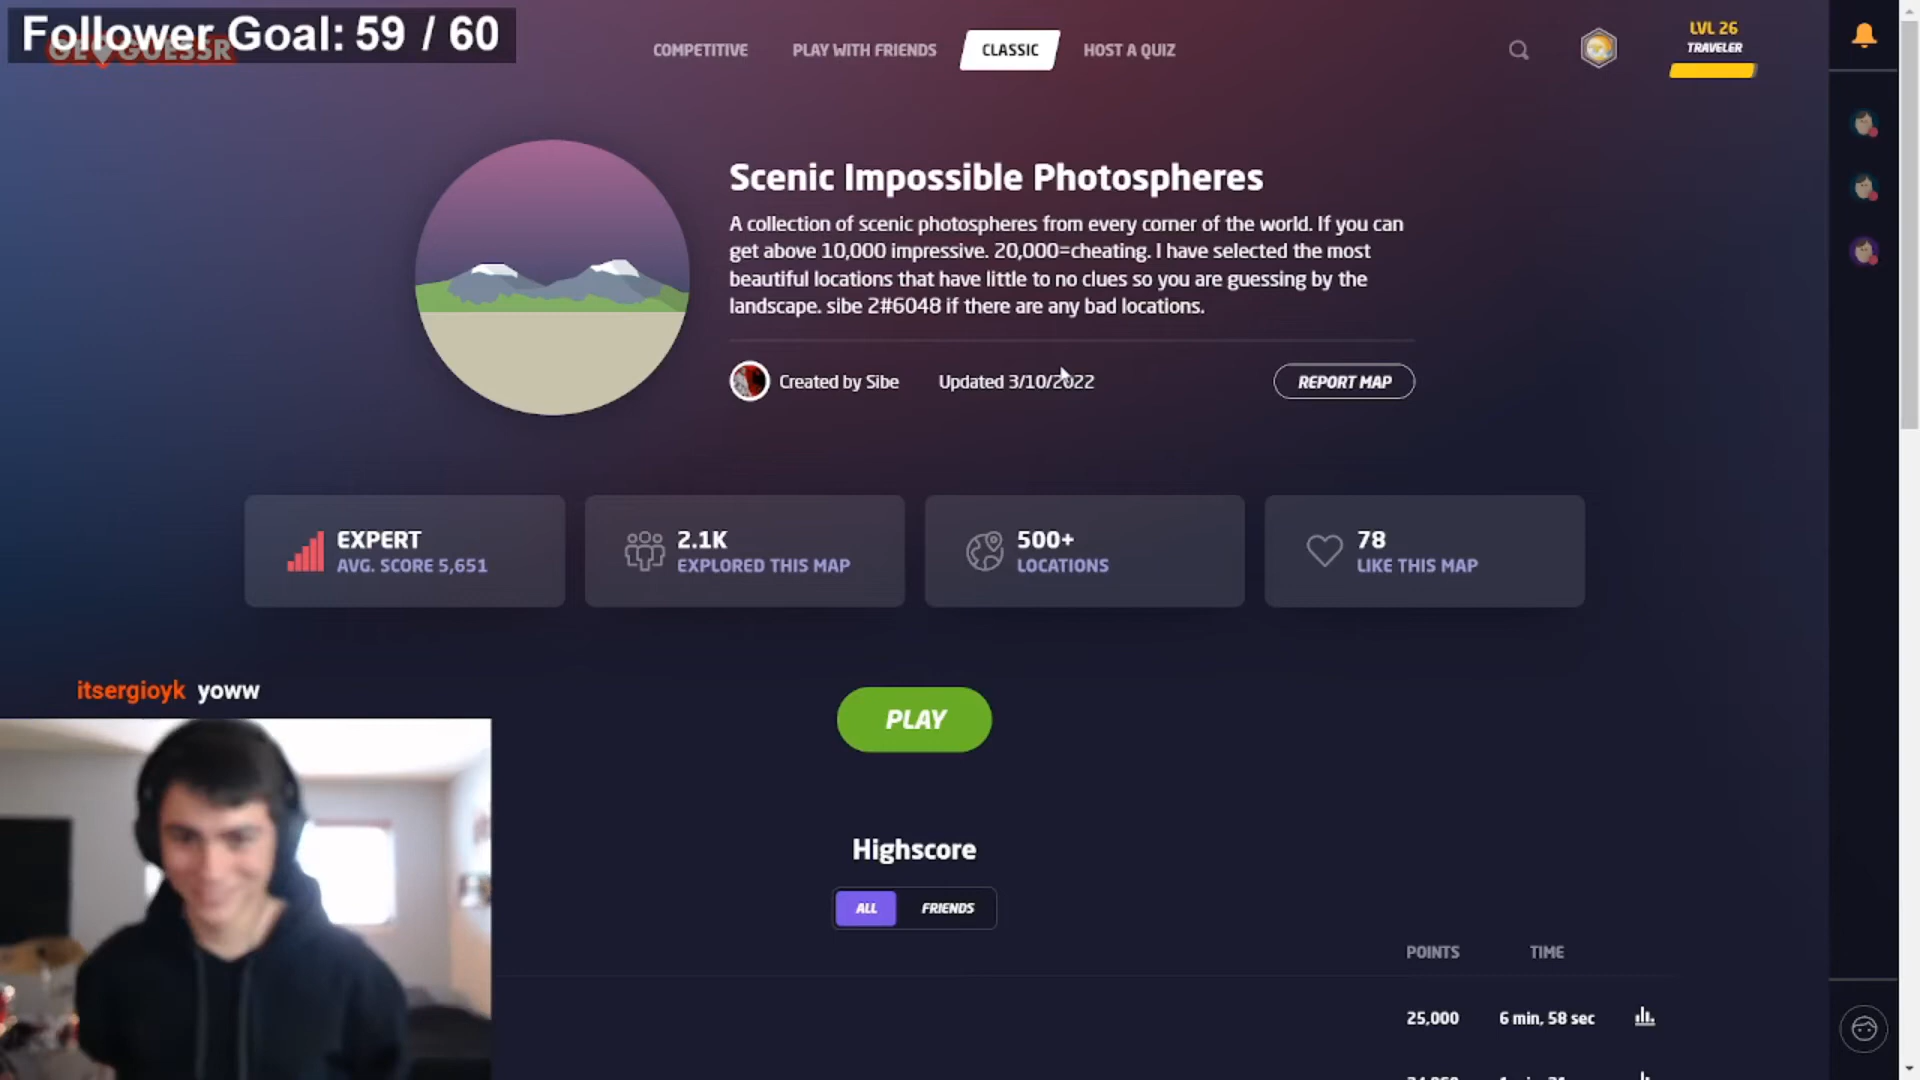 Follower Goal: 59 / 60
GEOGUESSR
COMPETITIVE
PLAY WITH FRIENDS
CLASSIC
HOST A QUIZ
LVL 26
TRAVELER
Scenic Impossible Photospheres
A collection of scenic photospheres from every corner of the world. If you can
get above 10,000 impressive. 20,000=cheating. I have selected the most
beautiful locations that have little to no clues so you are guessing by the
landscape. sibe 2#6048 if there are any bad locations.
Created by Sibe
Updated 3/10/2022
REPORT MAP
EXPERT
AVG. SCORE 5,651
2.1K
EXPLORED THIS MAP
500+
LOCATIONS
78
LIKE THIS MAP
itsergioyk yoww
PLAY
Highscore
ALL
FRIENDS
POINTS
TIME
25,000
6 min, 58 sec